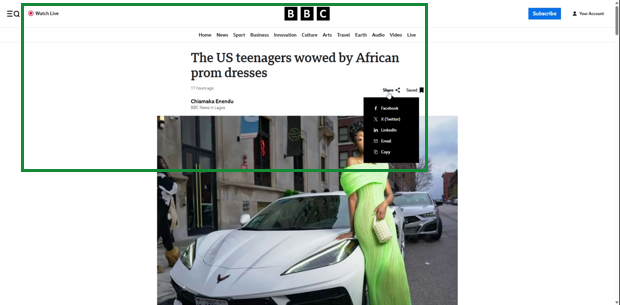 Watch Live
BBC
Subscribe
Your Account
Home News Sport Business Innovation Culture Arts Travel Earth Audio Video Live
The US teenagers wowed by African
prom dresses
11 hours ago
Share
Saved
Chiamaka Enendu
BBC News in Lagos
Facebook
X (Twitter)
LinkedIn
Email
Copy